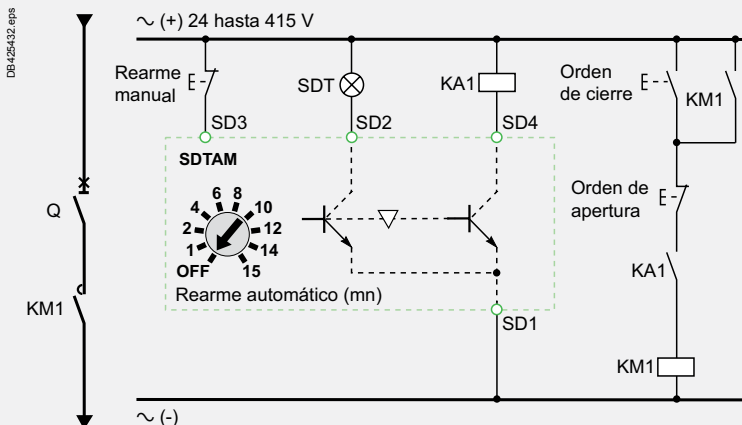 DB425432.eps
∼ (+) 24 hasta 415 V
Rearme
manual
SDT
KA1
Orden
de cierre
KM1
SD3
SD2
SD4
SDTAM
Q
6 8
4 10
2 12
1 14
OFF 15
Orden de
apertura
Rearme automático (mn)
KA1
KM1
SD1
KM1
∼ (-)